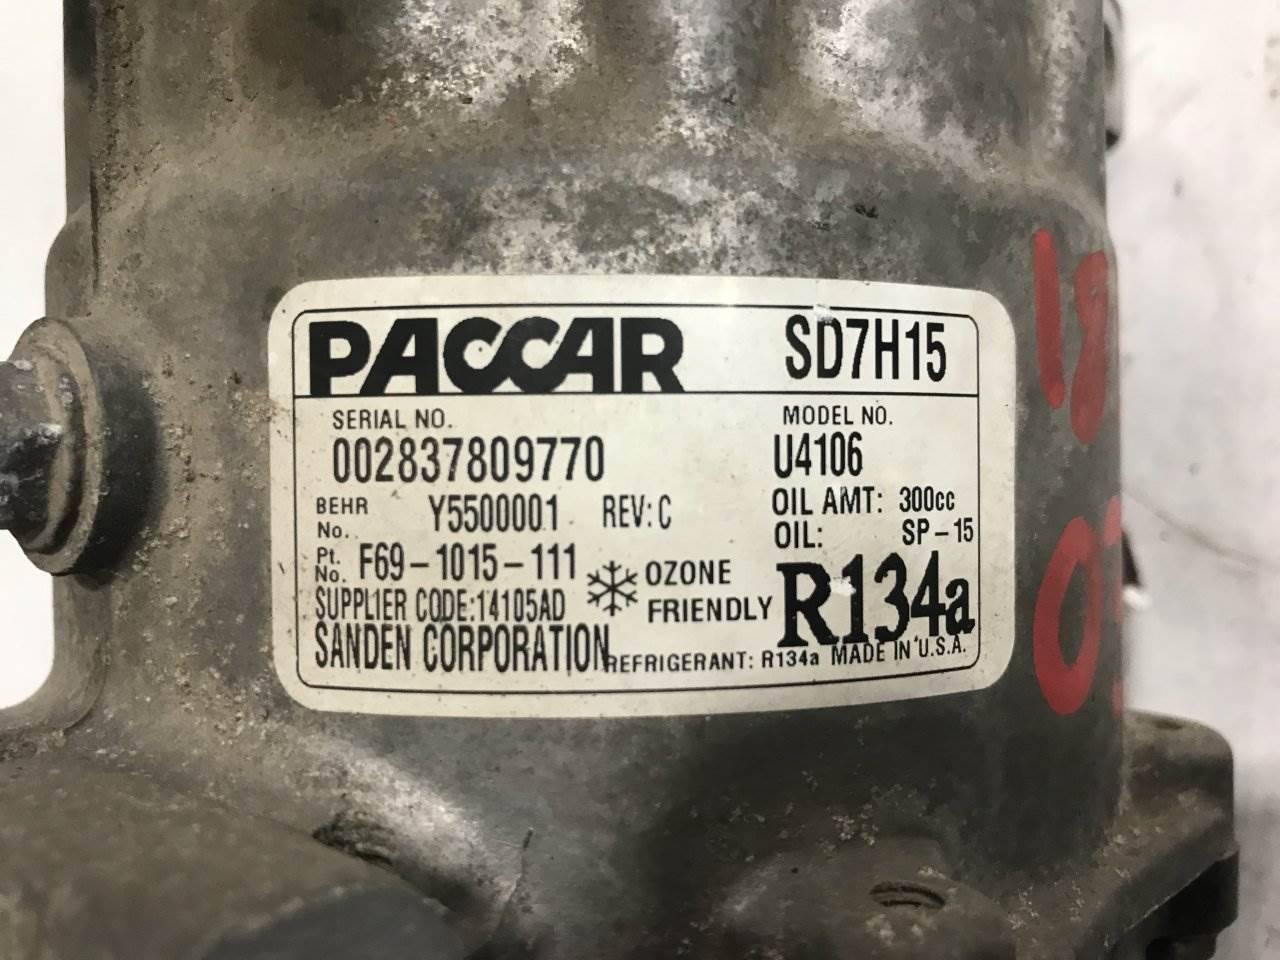 PACCAR SD7H15
SERIAL NO. MODEL NO.
002837809770 U4106
BEHR No. Y5500001 REV: C OIL AMT: 300cc
OIL: SP-15
Pt. No. F69-1015-111 OZONE FRIENDLY R134a
SUPPLIER CODE:14105AD
SANDEN CORPORATION REFRIGERANT: R134a MADE IN U.S.A.
18